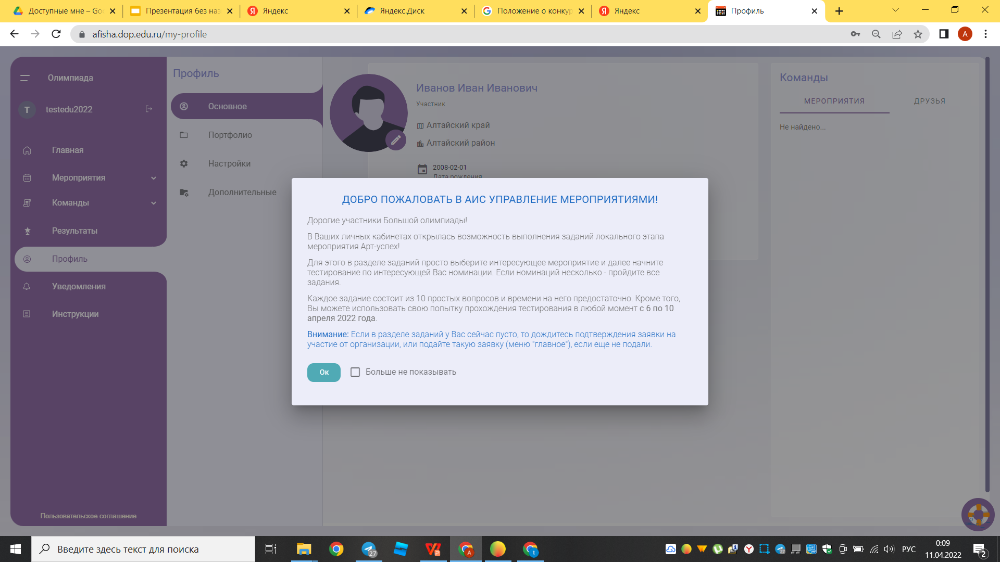 Доступные мне – Goo
Презентация без наз
Яндекс
Яндекс.Диск
Положение о конкур
Яндекс
Профиль
afisha.dop.edu.ru/my-profile
A
Олимпиада
T
testedu2022
Главная
Мероприятия
Команды
Результаты
Профиль
Уведомления
Инструкции
Пользовательское соглашение
Профиль
Основное
Портфолио
Настройки
Дополнительные
Иванов Иван Иванович
Участник
Алтайский край
Алтайский район
2008-02-01
Дата рождения
Команды
МЕРОПРИЯТИЯ
ДРУЗЬЯ
Не найдено...
ДОБРО ПОЖАЛОВАТЬ В АИС УПРАВЛЕНИЕ МЕРОПРИЯТИЯМИ!
Дорогие участники Большой олимпиады!
В Ваших личных кабинетах открылась возможность выполнения заданий локального этапа
мероприятия Арт-успех!
Для этого в разделе заданий просто выберите интересующее мероприятие и далее начните
тестирование по интересующей Вас номинации. Если номинаций несколько - пройдите все
задания.
Каждое задание состоит из 10 простых вопросов и времени на него предостаточно. Кроме того,
Вы можете использовать свою попытку прохождения тестирования в любой момент с 6 по 10
апреля 2022 года.
Внимание: Если в разделе заданий у Вас сейчас пусто, то дождитесь подтверждения заявки на
участие от организации, или подайте такую заявку (меню "главное"), если еще не подали.
Ок
Больше не показывать
Введите здесь текст для поиска
27
A
t
27
РУС
0:09
11.04.2022
2